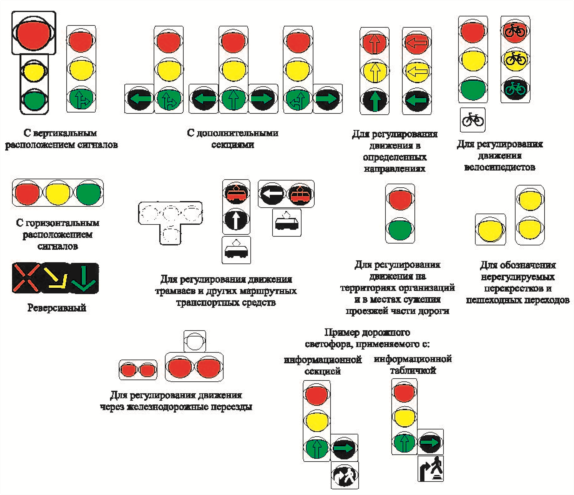 С вертикальным
расположением сигналов
С дополнительными
секциями
Для регулирования
движения в
определенных
направлениях
Для регулирования
движения
велосипедистов
С горизонтальным
расположением
сигналов
Реверсивный
Для регулирования движения
трамваев и других маршрутных
транспортных средств
Для регулирования
движения на
территориях организаций
и в местах сужения
проезжей части дороги
Для обозначения
нерегулируемых
перекрестков и
пешеходных переходов
Для регулирования движения
через железнодорожные переезды
Пример дорожного
светофора, применяемого с:
информационной
секцией
информационной
табличкой